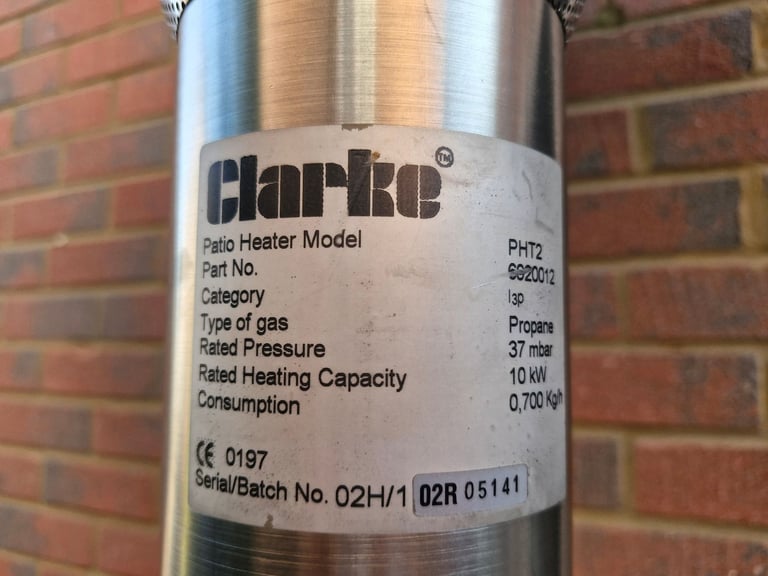 Clarke™
Patio Heater Model PHT2
Part No. 6020012
Category I3P
Type of gas Propane
Rated Pressure 37 mbar
Rated Heating Capacity 10 kW
Consumption 0,700 Kg/h
CE 0197
Serial/Batch No. 02H/1 02R 05141